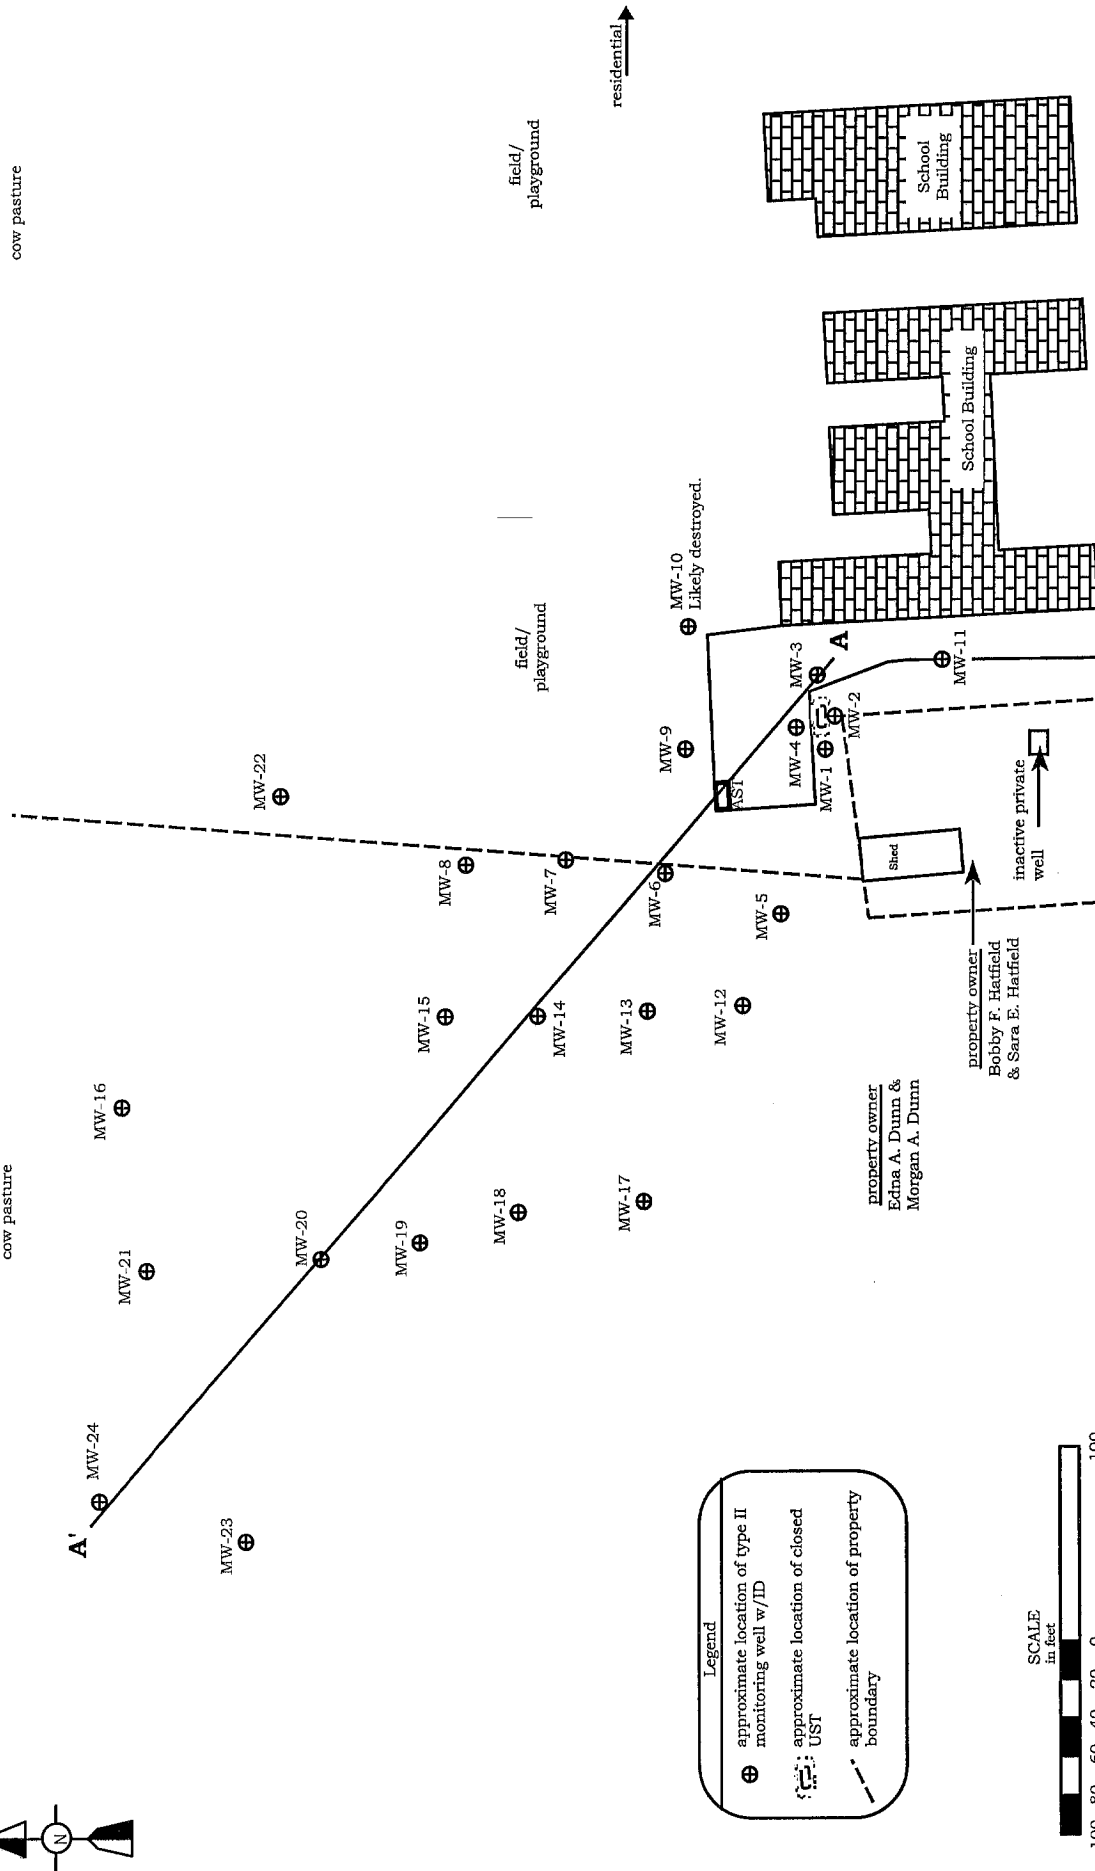 cow pasture
cow pasture
residential
field/
playground
field/
playground
School
Building
School Building
MW-10
Likely destroyed.
MW-22
MW-9
MW-3
A
MW-11
MW-4
MW-2
MW-1
AST
MW-8
MW-7
MW-6
MW-5
Shed
inactive private
well
property owner
Bobby F. Hatfield
& Sara E. Hatfield
property owner
Edna A. Dunn &
Morgan A. Dunn
MW-15
MW-14
MW-13
MW-12
MW-16
MW-21
MW-20
MW-19
MW-18
MW-17
MW-24
A'
MW-23
N
Legend
approximate location of type II
monitoring well w/ID
approximate location of closed
UST
approximate location of property
boundary
SCALE
in feet
100 80 60 40 20 0 100